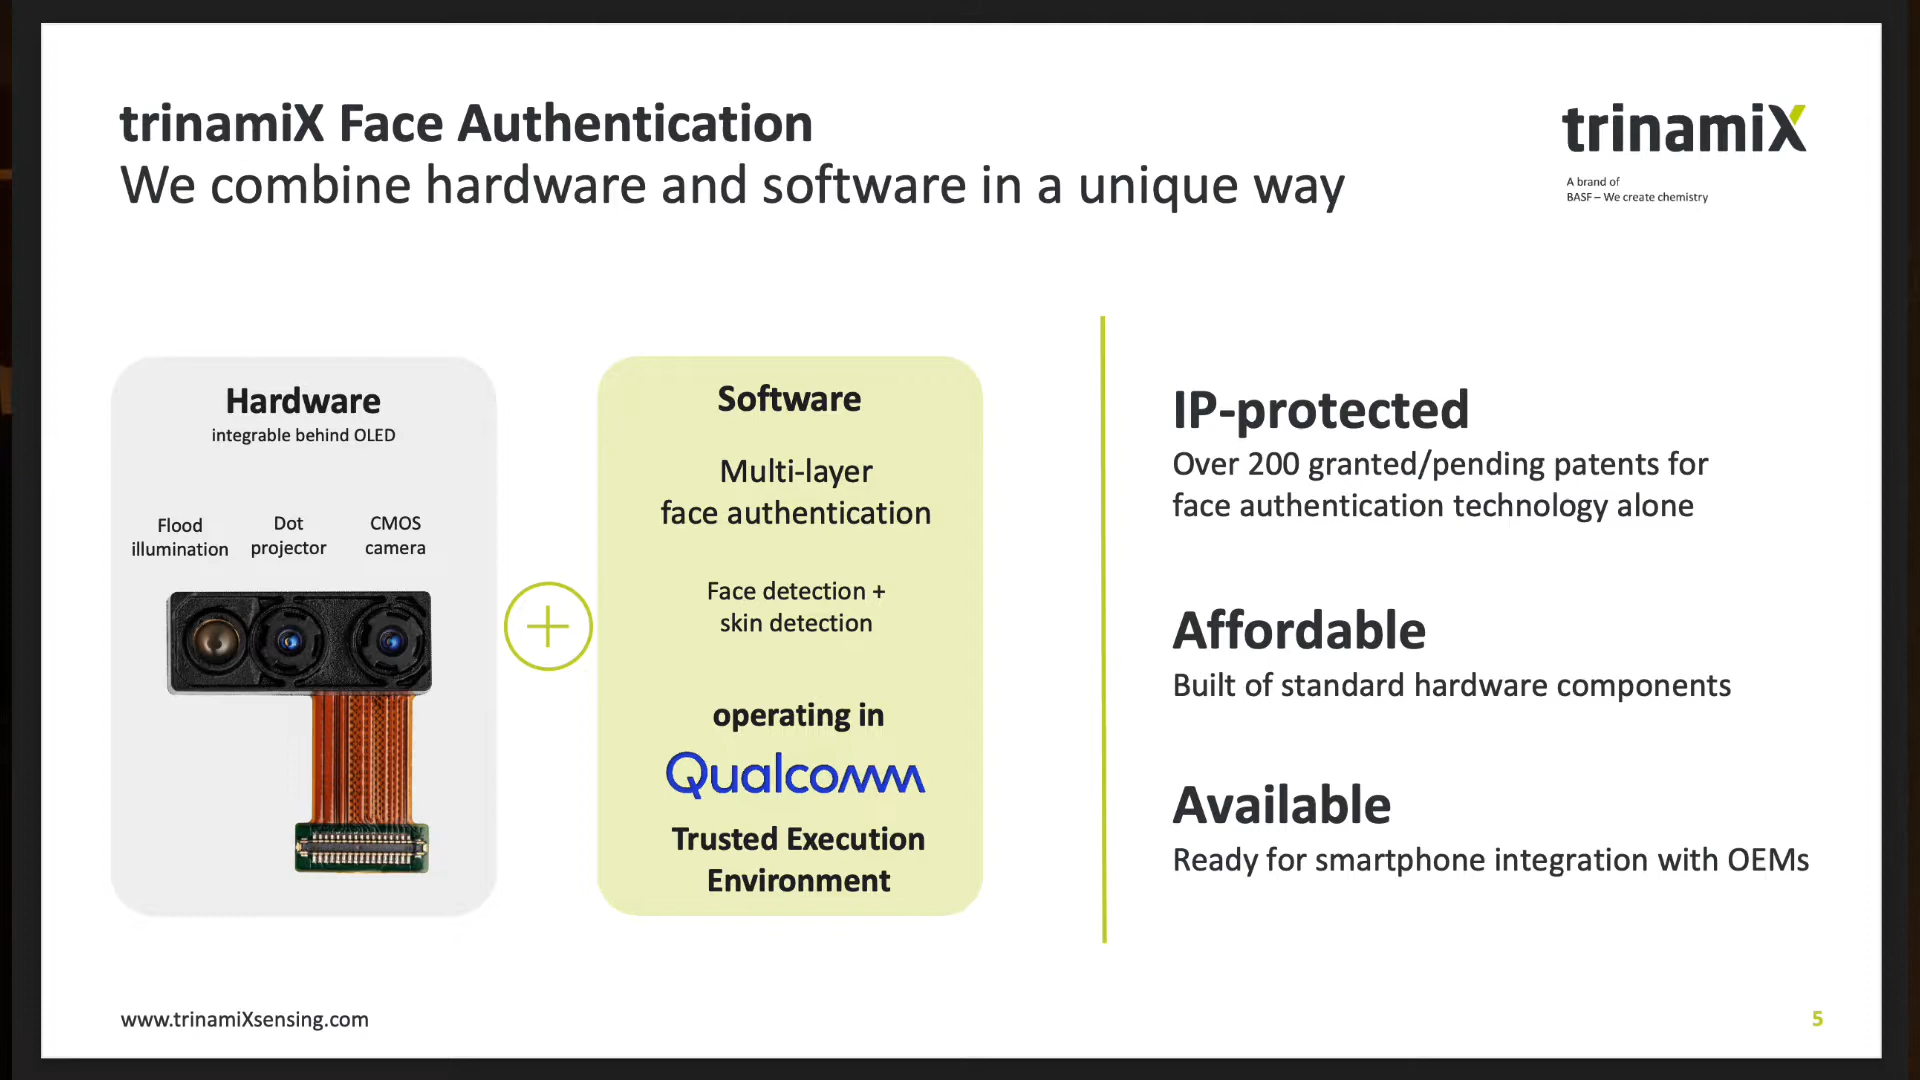 trinamiX Face Authentication
We combine hardware and software in a unique way
trinamiX
A brand of
BASF – We create chemistry
Hardware
integrable behind OLED
Flood
illumination
Dot
projector
CMOS
camera
Software
Multi-layer
face authentication
Face detection +
skin detection
operating in
Qualcomm
Trusted Execution
Environment
IP-protected
Over 200 granted/pending patents for
face authentication technology alone
Affordable
Built of standard hardware components
Available
Ready for smartphone integration with OEMs
www.trinamiXsensing.com
5